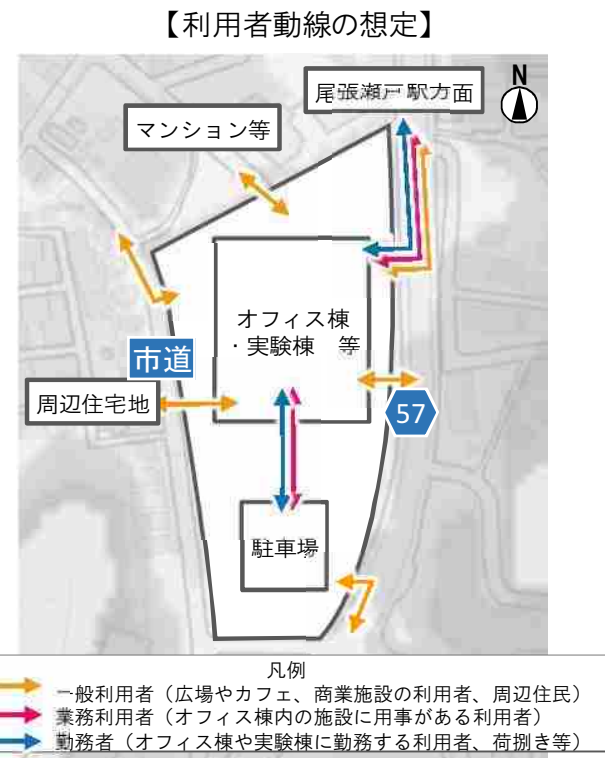 【利用者動線の想定】
尾張瀬戸駅方面
N
マンション等
オフィス棟
・実験棟 等
市道
周辺住宅地
57
駐車場
凡例
一般利用者（広場やカフェ、商業施設の利用者、周辺住民）
業務利用者（オフィス棟内の施設に用事がある利用者）
勤務者（オフィス棟や実験棟に勤務する利用者、荷捌き等）